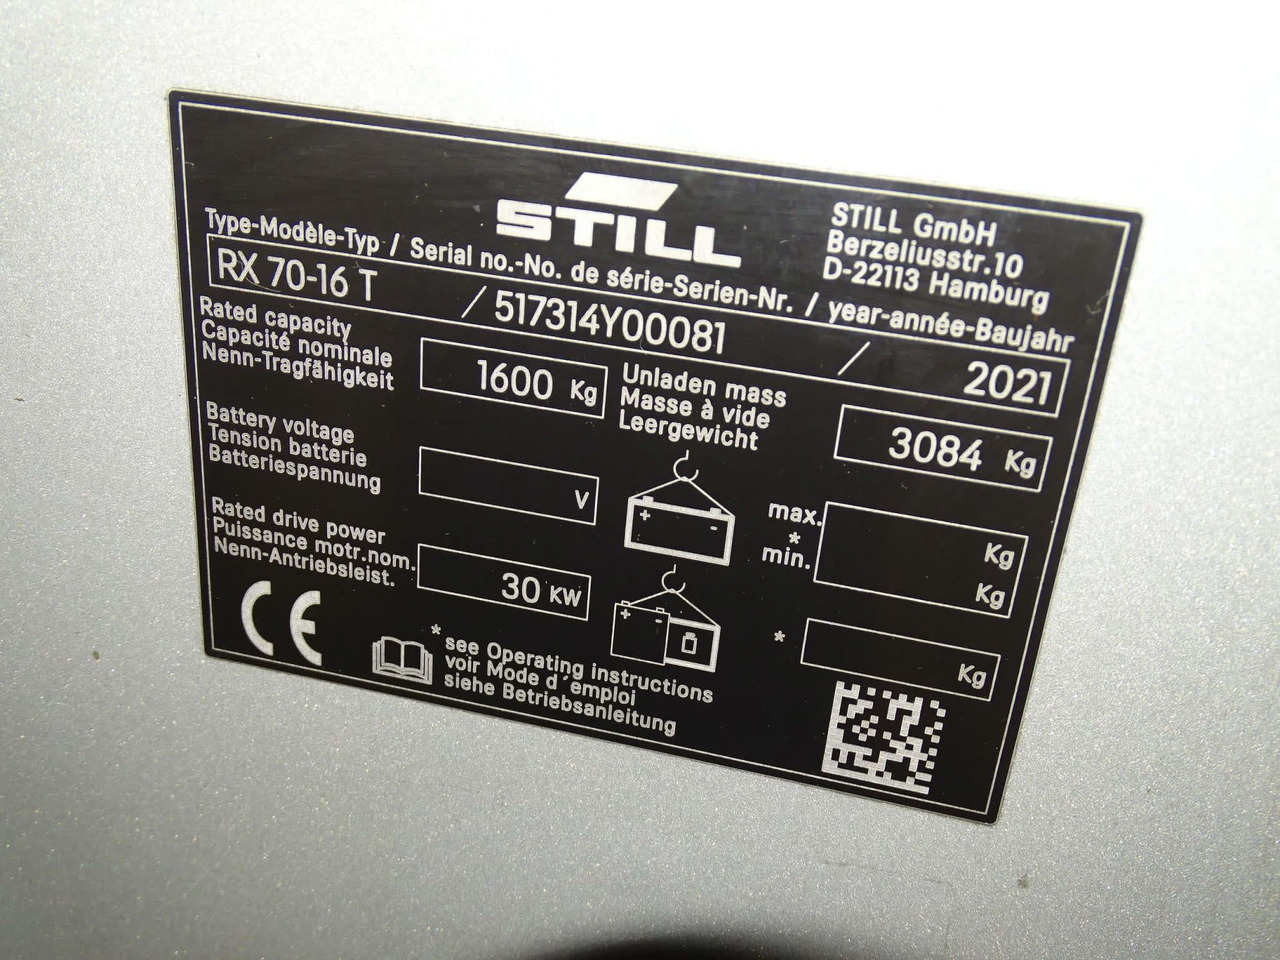 STILL
STILL GmbH
Berzeliusstr.10
D-22113 Hamburg
Type-Modèle-Typ / Serial no.-No. de série-Serien-Nr. / year-année-Baujahr
RX 70-16 T / 517314Y00081 / 2021
Rated capacity
Capacité nominale
Nenn-Tragfähigkeit
1600 Kg
Unladen mass
Masse à vide
Leergewicht
3084 Kg
Battery voltage
Tension batterie
Batteriespannung
V
+ -
max.
*
min.
Kg
Kg
Rated drive power
Puissance motr.nom.
Nenn-Antriebsleist.
30 KW
+ -
*
Kg
CE
* see Operating instructions
voir Mode d'emploi
siehe Betriebsanleitung